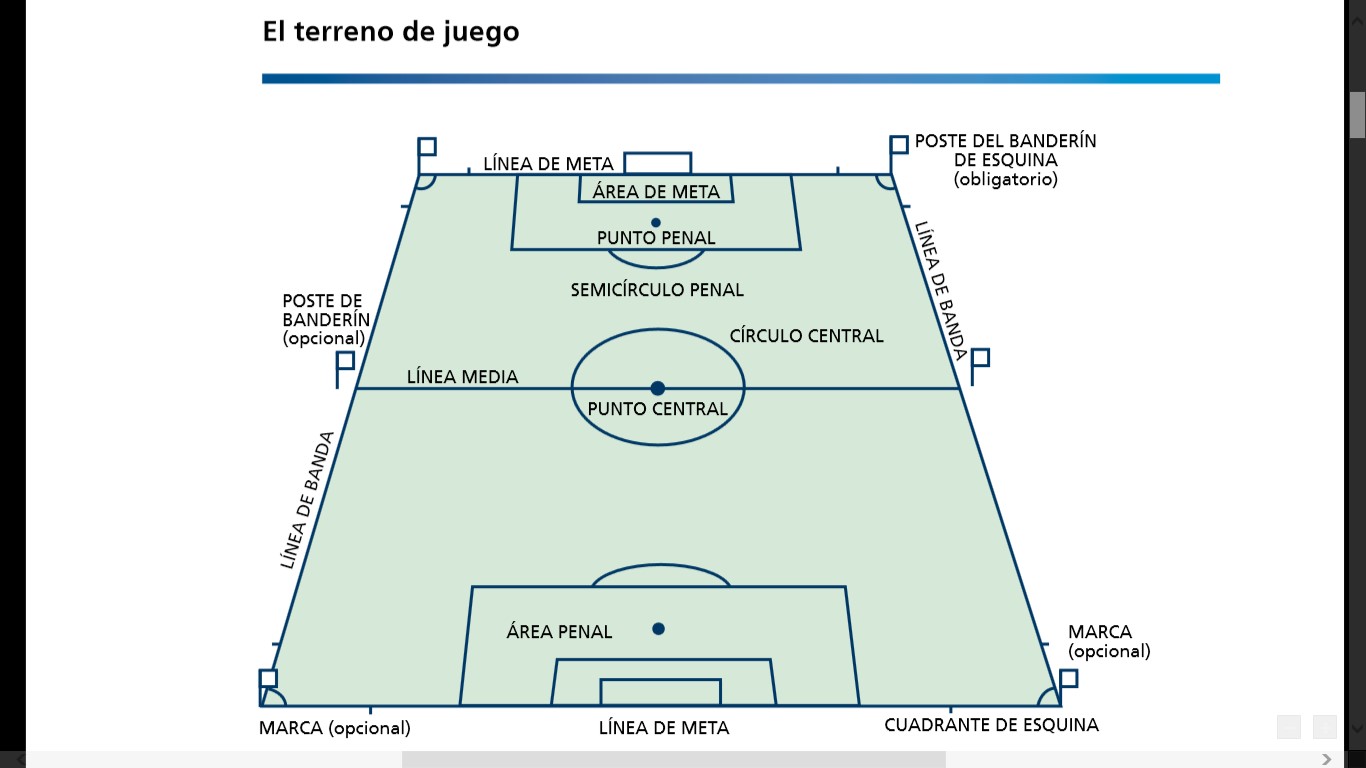 El terreno de juego
POSTE DEL BANDERÍN
DE ESQUINA
(obligatorio)
LÍNEA DE META
ÁREA DE META
PUNTO PENAL
LÍNEA DE BANDA
SEMICÍRCULO PENAL
POSTE DE
BANDERÍN
(opcional)
CÍRCULO CENTRAL
LÍNEA MEDIA
PUNTO CENTRAL
LÍNEA DE BANDA
ÁREA PENAL
MARCA
(opcional)
MARCA (opcional)
LÍNEA DE META
CUADRANTE DE ESQUINA